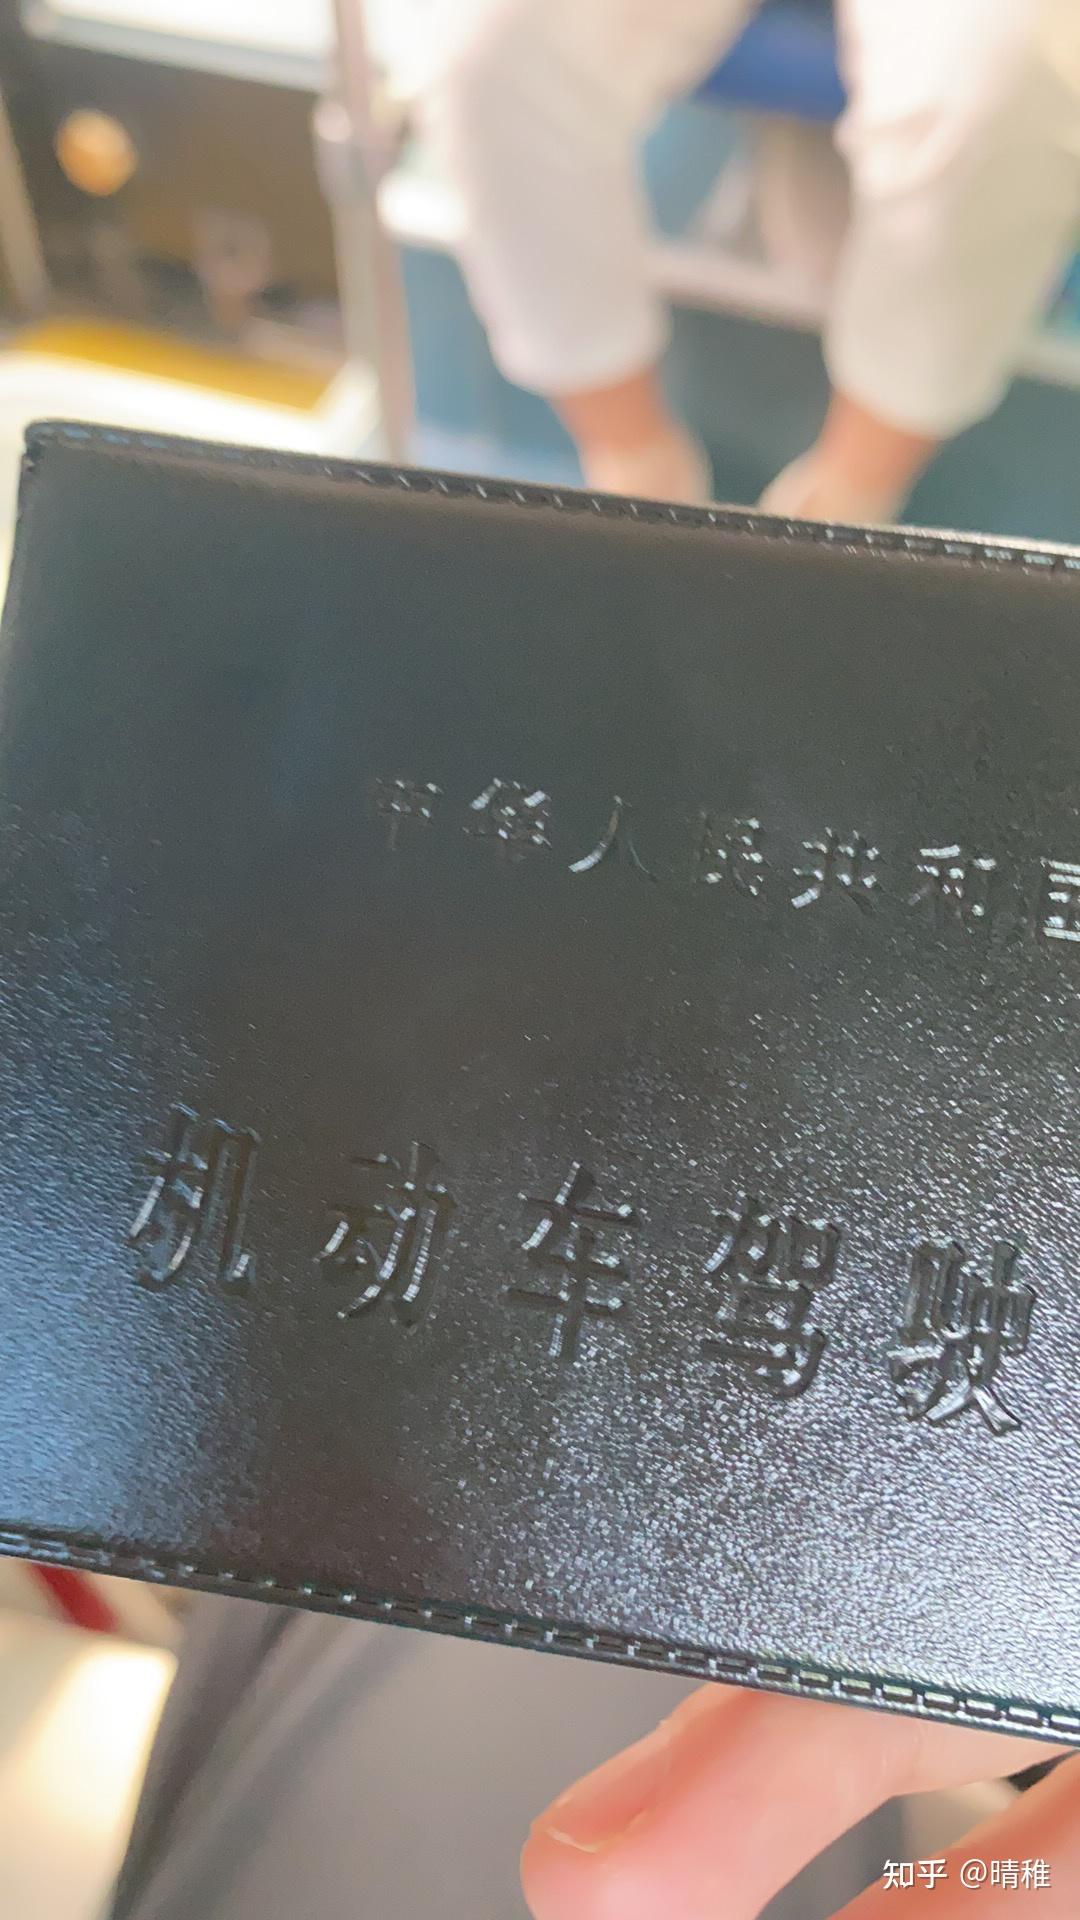 中华人民共和国
机动车驾驶
知乎 @晴稚